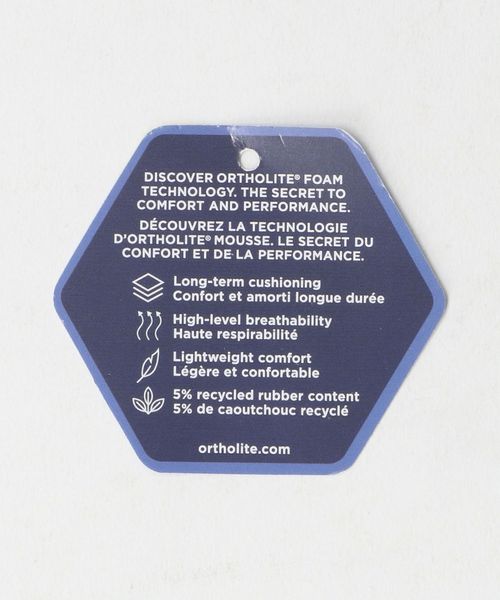 DISCOVER ORTHOLITE® FOAM
TECHNOLOGY. THE SECRET TO
COMFORT AND PERFORMANCE.
DÉCOUVREZ LA TECHNOLOGIE
D'ORTHOLITE® MOUSSE. LE SECRET DU
CONFORT ET DE LA PERFORMANCE.
Long-term cushioning
Confort et amorti longue durée
High-level breathability
Haute respirabilité
Lightweight comfort
Légère et confortable
5% recycled rubber content
5% de caoutchouc recyclé
ortholite.com